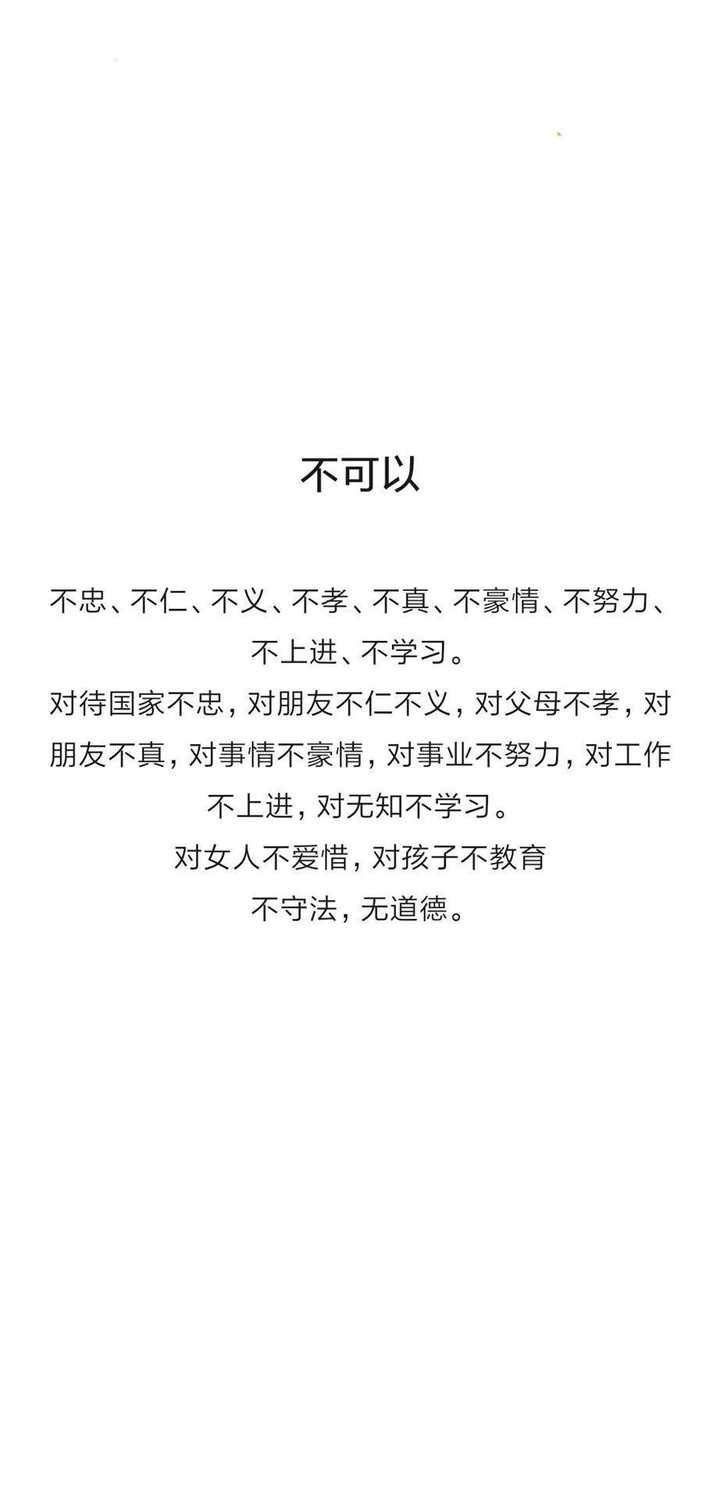 不可以
不忠、不仁、不义、不孝、不真、不豪情、不努力、
不上进、不学习。
对待国家不忠，对朋友不仁不义，对父母不孝，对
朋友不真，对事情不豪情，对事业不努力，对工作
不上进，对无知不学习。
对女人不爱惜，对孩子不教育
不守法，无道德。